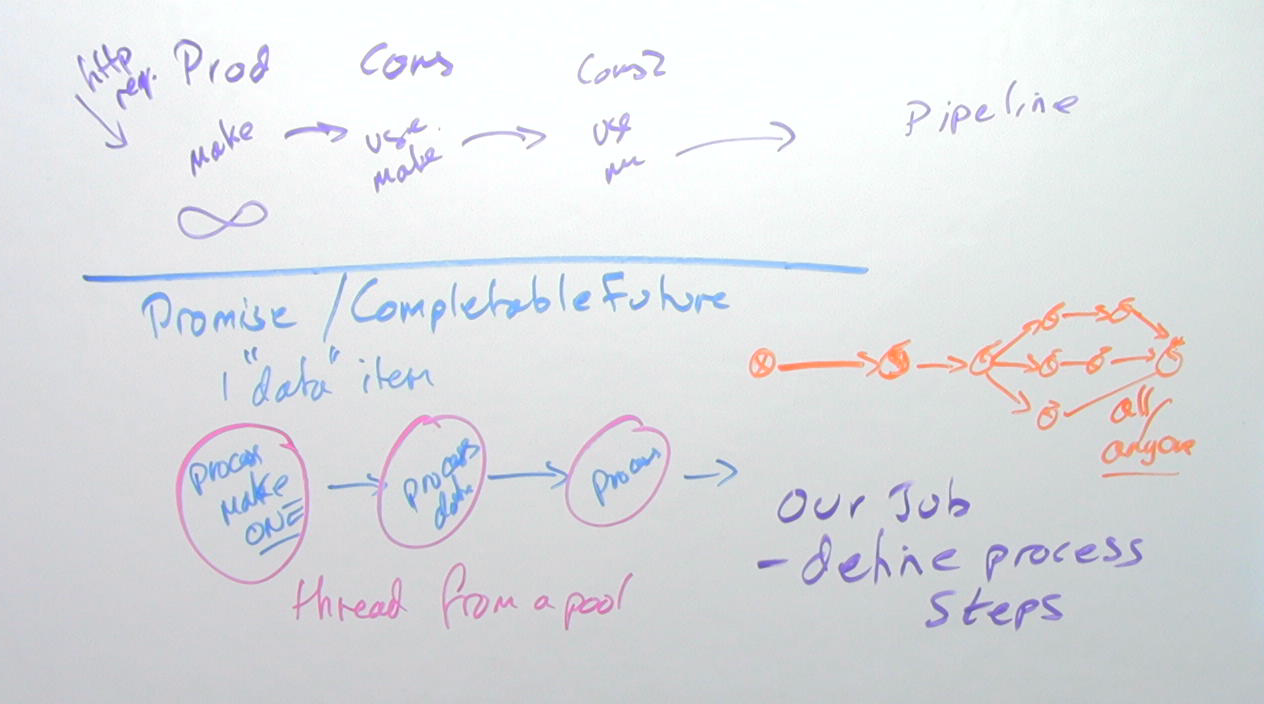 http
req.
Prod
Cons
Cons2
Pipeline
make
use
make
use
∞
Promise / CompletableFuture
1 "data" item
process
make
ONE
process
data
process
all/
anyone
thread from a pool
Our Job
- define process
steps